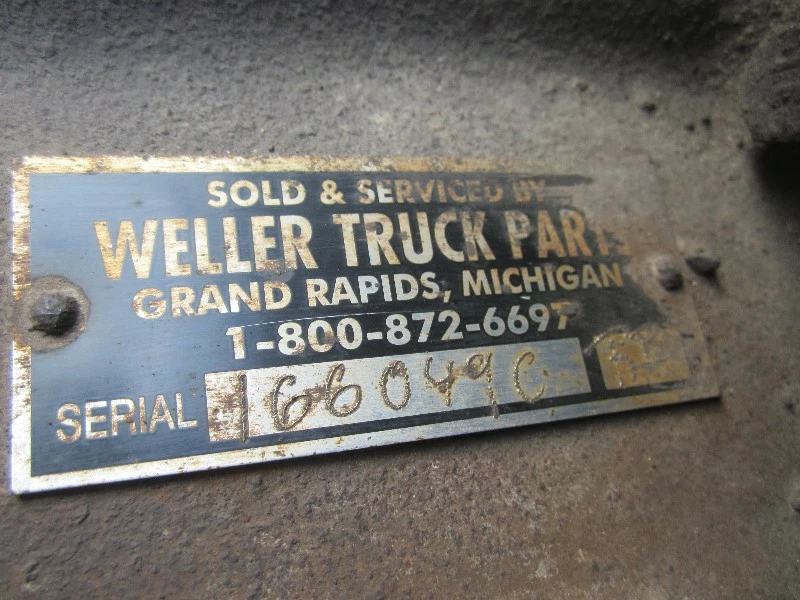 SOLD & SERVICED BY
WELLER TRUCK PARTS
GRAND RAPIDS, MICHIGAN
1-800-872-6697
SERIAL 166049C